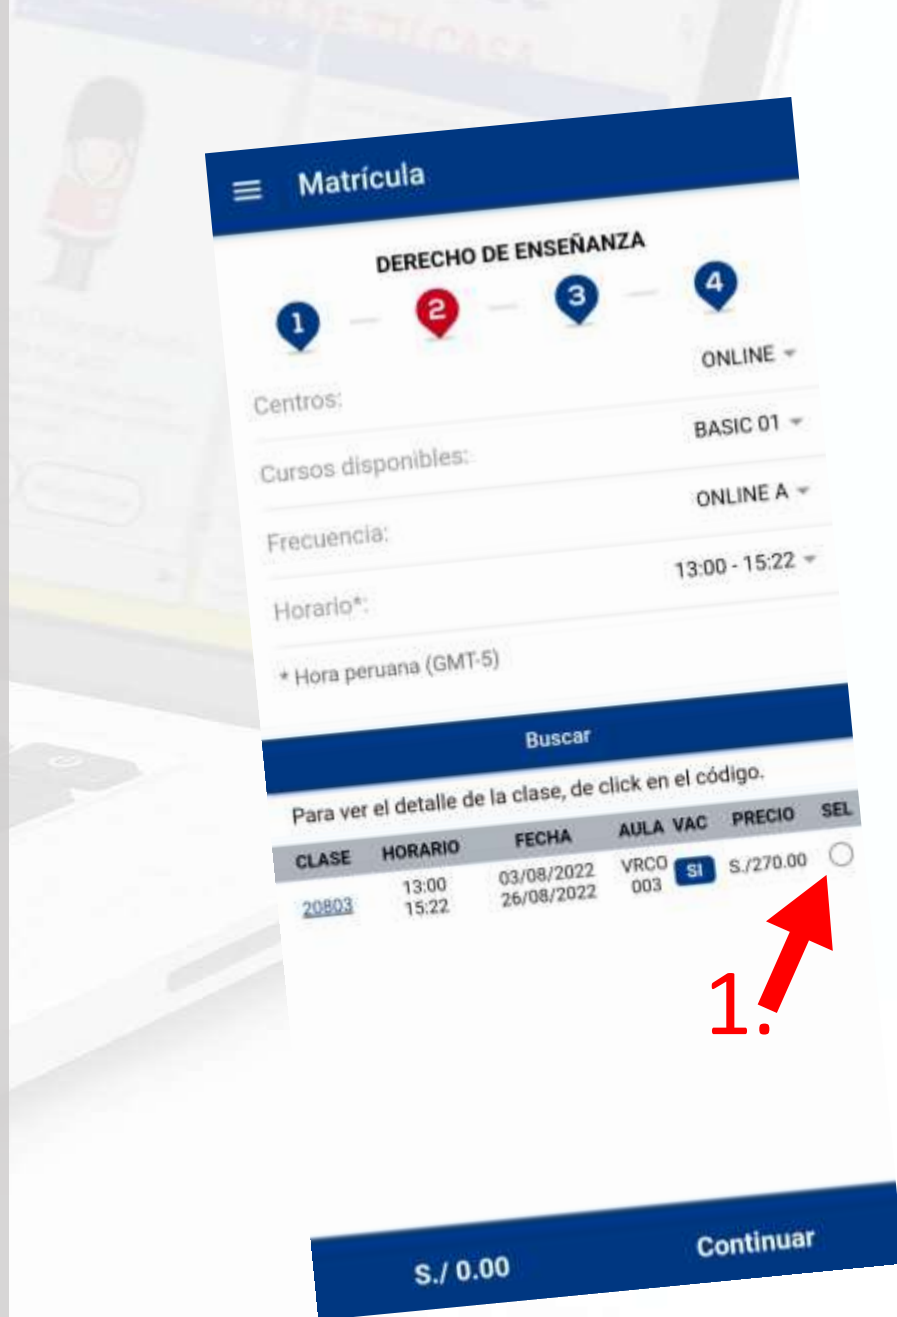 DE MI CASA
Matrícula
DERECHO DE ENSEÑANZA
1 2 3 4
Centros: ONLINE
Cursos disponibles: BASIC 01
Frecuencia: ONLINE A
Horario*: 13:00 - 15:22
* Hora peruana (GMT-5)
Buscar
Para ver el detalle de la clase, de click en el código.
CLASE HORARIO FECHA AULA VAC PRECIO SEL
20803 13:00 15:22 03/08/2022 26/08/2022 VRCO 003 SI S./270.00
1.
S./ 0.00 Continuar